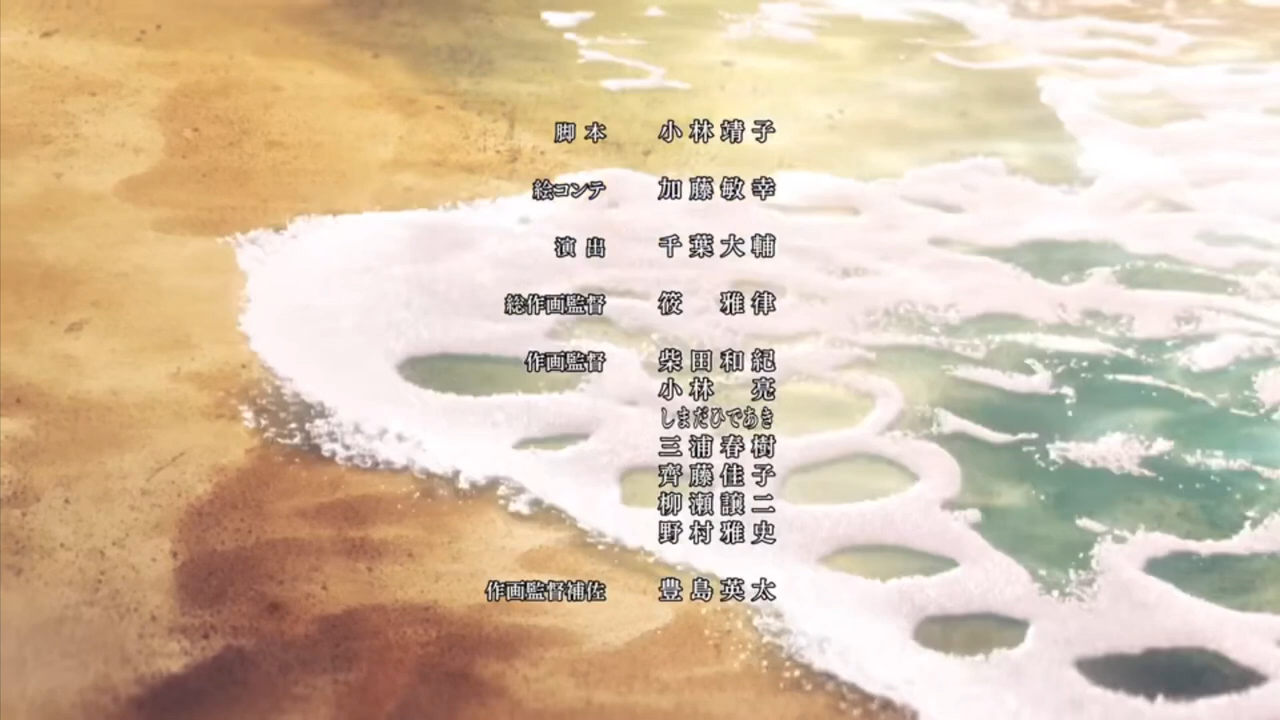 脚本 小林靖子
絵コンテ 加藤敏幸
演出 千葉大輔
総作画監督 筱 雅律
作画監督 柴田和紀
小林 亮
しまだひであき
三浦春樹
齊藤佳子
柳瀬譲二
野村雅史
作画監督補佐 豊島英太